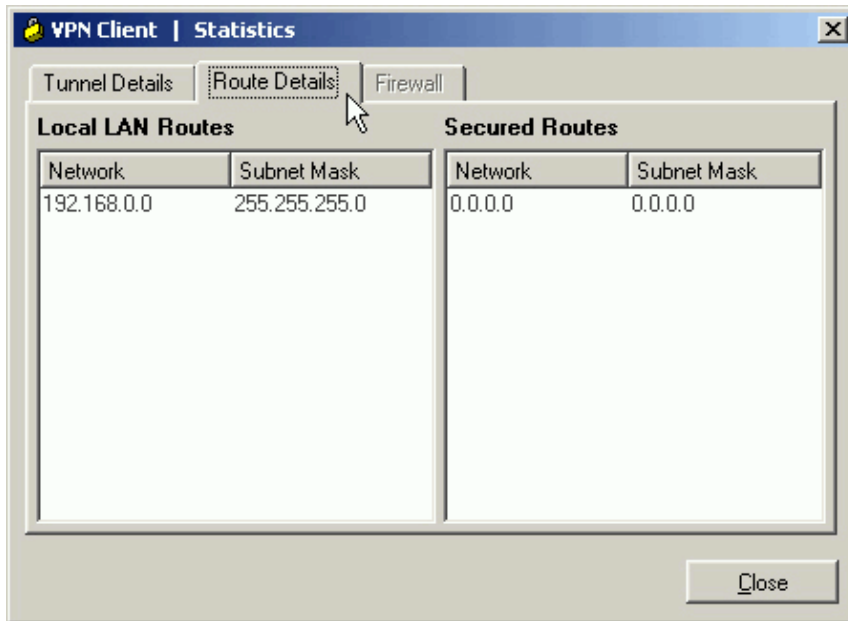 VPN Client | Statistics
Tunnel Details Route Details Firewall
Local LAN Routes Secured Routes
Network Subnet Mask Network Subnet Mask
192.168.0.0 255.255.255.0 0.0.0.0 0.0.0.0
Close